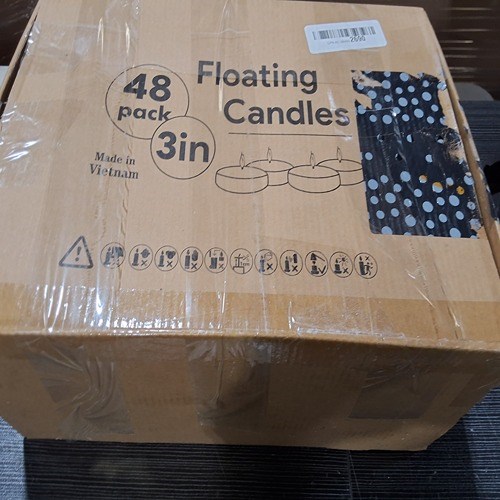 48
pack
3in
Floating
Candles
Made in
Vietnam